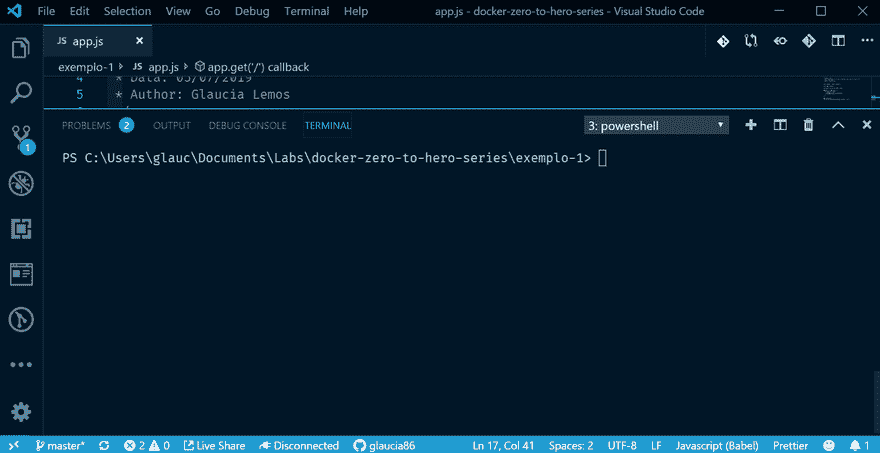 File Edit Selection View Go Debug Terminal Help app.js - docker-zero-to-hero-series - Visual Studio Code
JS app.js
exemplo-1 JS app.js app.get('/') callback
4 * Data: 03/07/2019
5 * Author: Glaucia Lemos
PROBLEMS 2 OUTPUT DEBUG CONSOLE TERMINAL 3: powershell
1
PS C:\Users\glauc\Documents\Labs\docker-zero-to-hero-series\exemplo-1>
master* 2 0 Live Share Disconnected glaucia86 Ln 17, Col 41 Spaces: 2 UTF-8 LF Javascript (Babel) Prettier 1